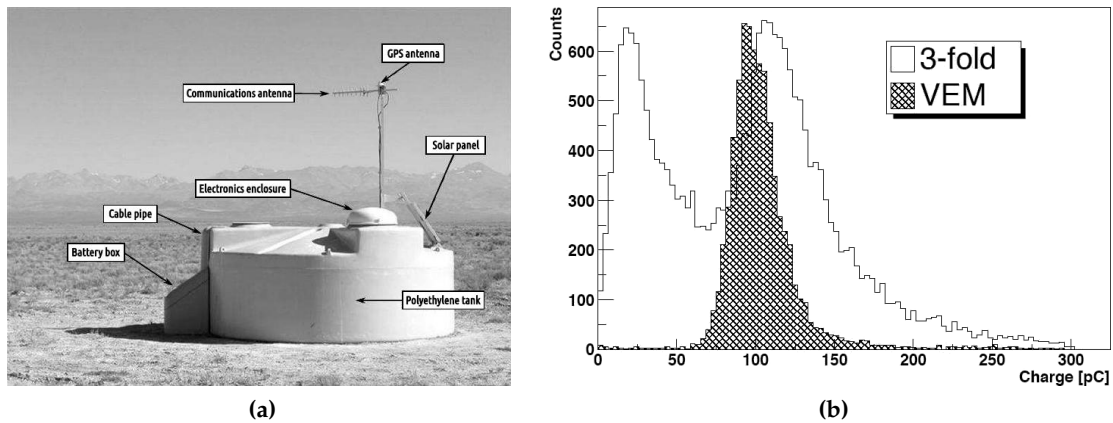 GPS antenna
Communications antenna
Solar panel
Electronics enclosure
Cable pipe
Battery box
Polyethylene tank
(a)
Counts
600
500
400
300
200
100
0
0 50 100 150 200 250 300
Charge [pC]
3-fold
VEM
(b)